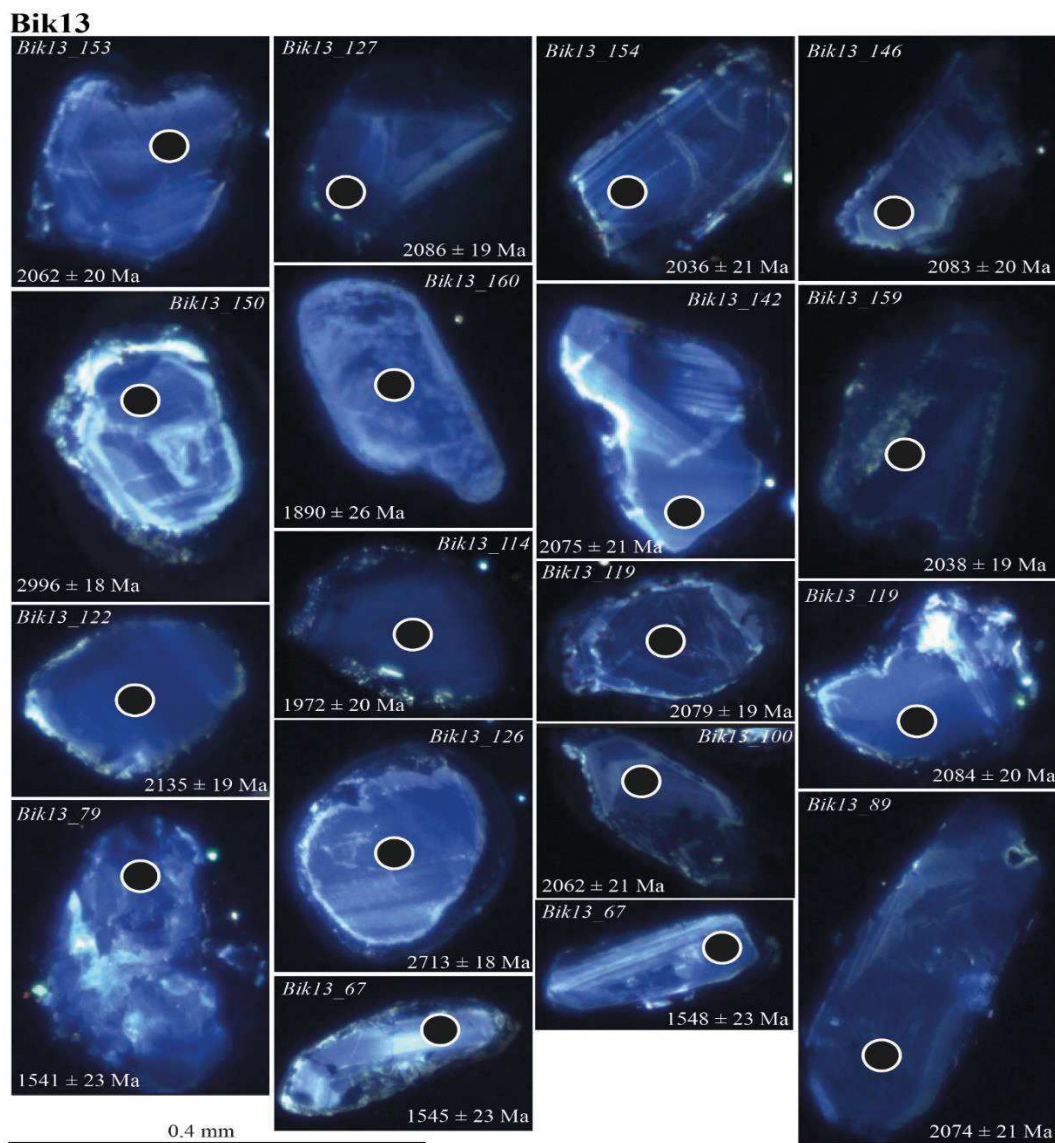 Bik13
Bik13_153
2062 ± 20 Ma
Bik13_127
2086 ± 19 Ma
Bik13_154
2036 ± 21 Ma
Bik13_146
2083 ± 20 Ma
Bik13_150
2996 ± 18 Ma
Bik13_160
1890 ± 26 Ma
Bik13_142
2075 ± 21 Ma
Bik13_159
2038 ± 19 Ma
Bik13_122
2135 ± 19 Ma
Bik13_114
1972 ± 20 Ma
Bik13_119
2079 ± 19 Ma
Bik13_119
2084 ± 20 Ma
Bik13_79
1541 ± 23 Ma
Bik13_126
2713 ± 18 Ma
Bik13_100
2062 ± 21 Ma
Bik13_89
2074 ± 21 Ma
Bik13_67
1545 ± 23 Ma
Bik13_67
1548 ± 23 Ma
0.4 mm